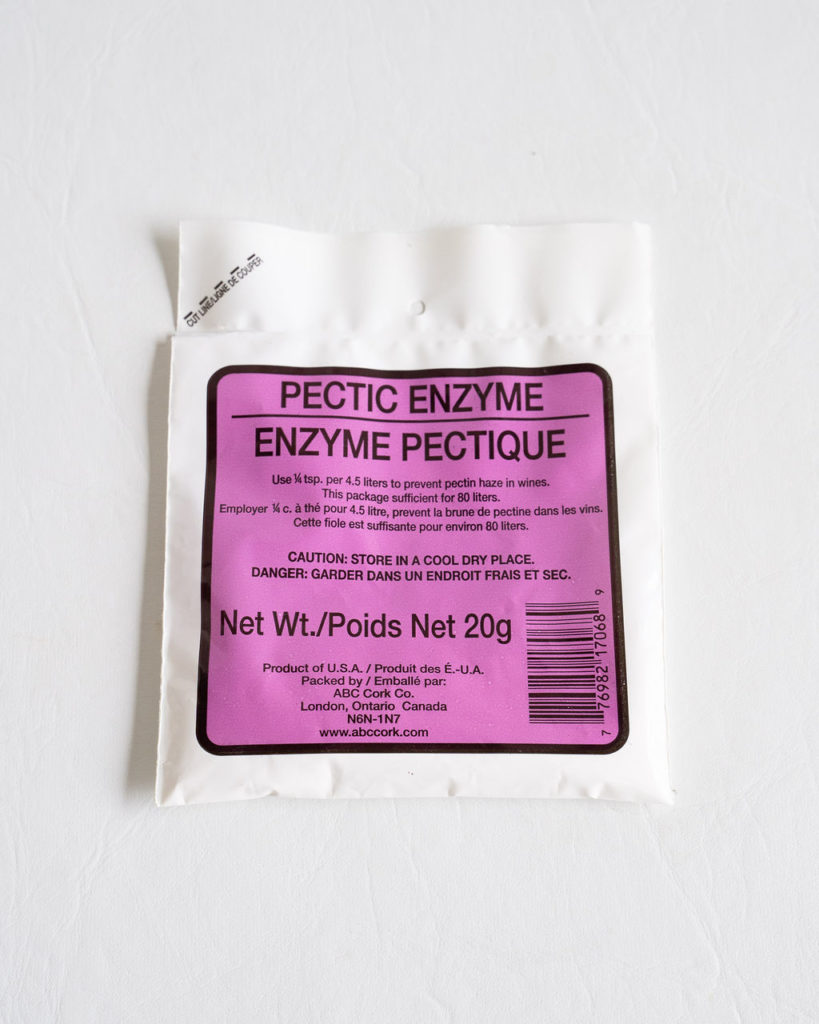 CUT LINE/LIGNE DE COUPER
PECTIC ENZYME
ENZYME PECTIQUE
Use ¼ tsp. per 4.5 liters to prevent pectin haze in wines.
This package sufficient for 80 liters.
Employer ¼ c. à thé pour 4.5 litre, prevent la brune de pectine dans les vins.
Cette fiole est suffisante pour environ 80 liters.
CAUTION: STORE IN A COOL DRY PLACE.
DANGER: GARDER DANS UN ENDROIT FRAIS ET SEC.
Net Wt./Poids Net 20g
Product of U.S.A. / Produit des É.-U.A.
Packed by / Emballé par:
ABC Cork Co.
London, Ontario Canada
N6N-1N7
www.abccork.com
7 76982 17068 9